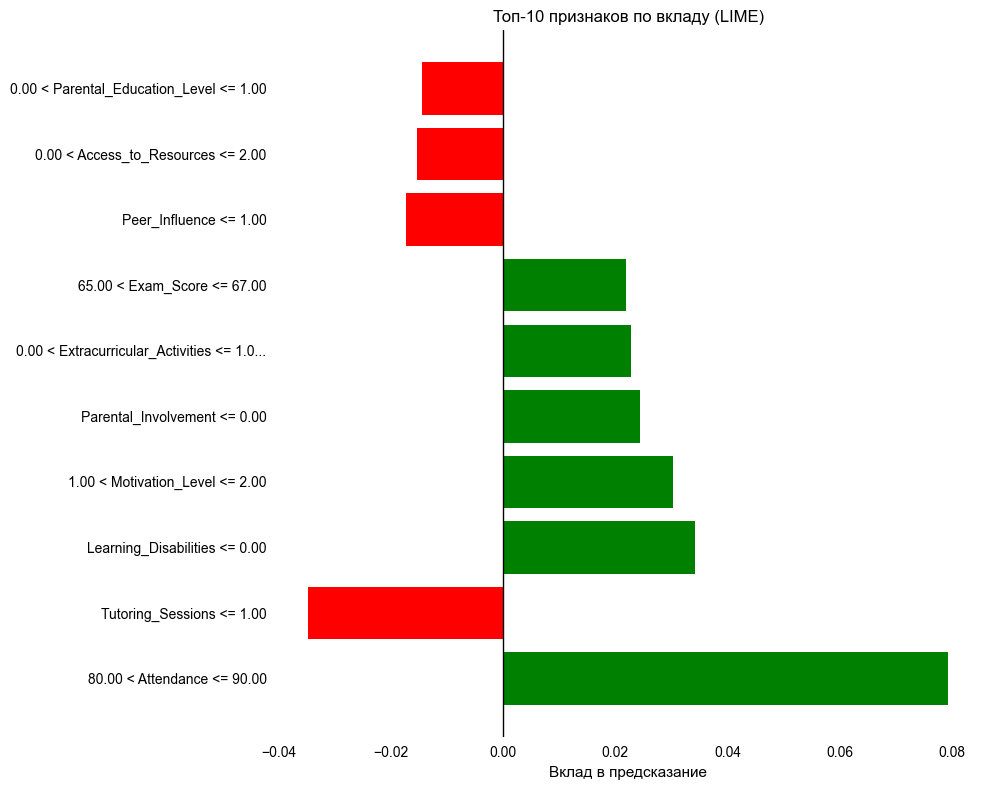 Топ-10 признаков по вкладу (LIME)
0.00 < Parental_Education_Level <= 1.00
0.00 < Access_to_Resources <= 2.00
Peer_Influence <= 1.00
65.00 < Exam_Score <= 67.00
0.00 < Extracurricular_Activities <= 1.0...
Parental_Involvement <= 0.00
1.00 < Motivation_Level <= 2.00
Learning_Disabilities <= 0.00
Tutoring_Sessions <= 1.00
80.00 < Attendance <= 90.00
−0.04 −0.02 0.00 0.02 0.04 0.06 0.08
Вклад в предсказание